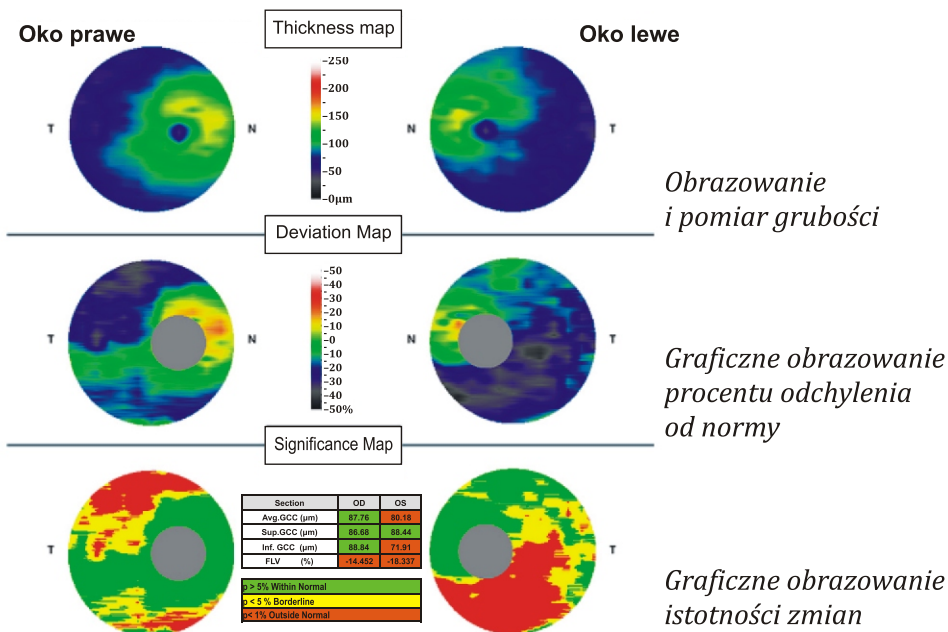 Oko prawe
Thickness map
Oko lewe
T
N
–250
–200
–150
–100
–50
–0µm
N
T
Obrazowanie
i pomiar grubości
Deviation Map
T
N
–50
–40
–30
–20
–10
–0
–10
20
30
40
–50%
N
T
Graficzne obrazowanie
procentu odchylenia
od normy
Significance Map
T
Section OD OS
Avg.GCC (µm) 87.76 80.18
Sup.GCC (µm) 86.68 88.44
Inf. GCC (µm) 88.84 71.91
FLV (%) -14.452 -18.337
p > 5% Within Normal
p < 5 % Borderline
p< 1% Outside Normal
T
Graficzne obrazowanie
istotności zmian